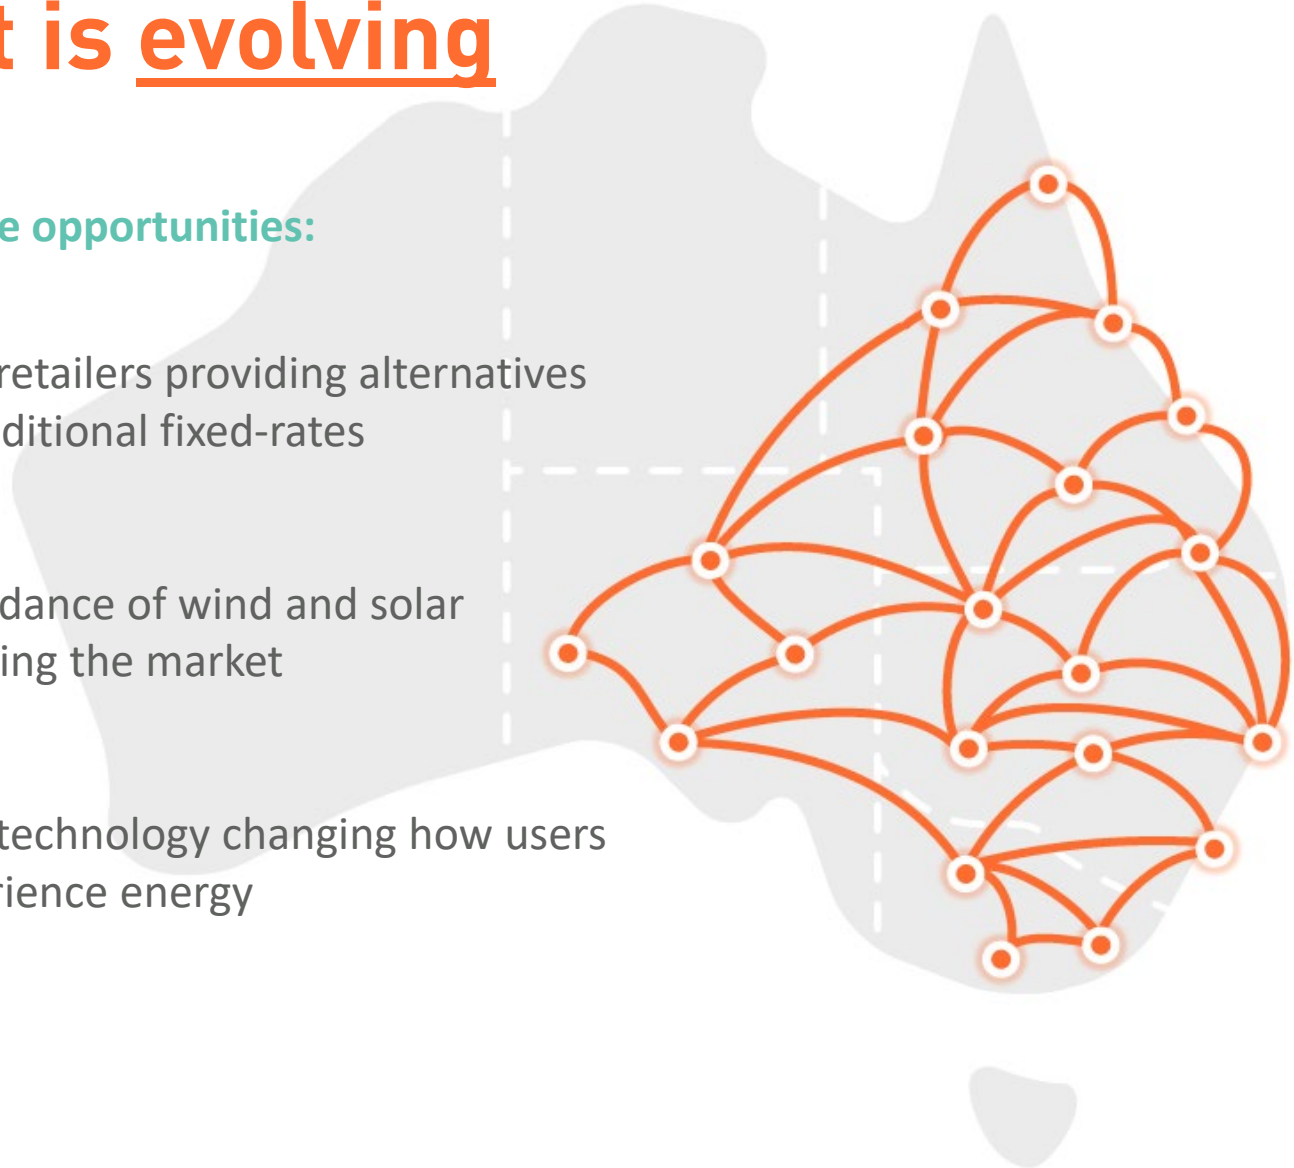 t is evolving
e opportunities:
retailers providing alternatives
ditional fixed-rates
dance of wind and solar
ing the market
technology changing how users
rience energy